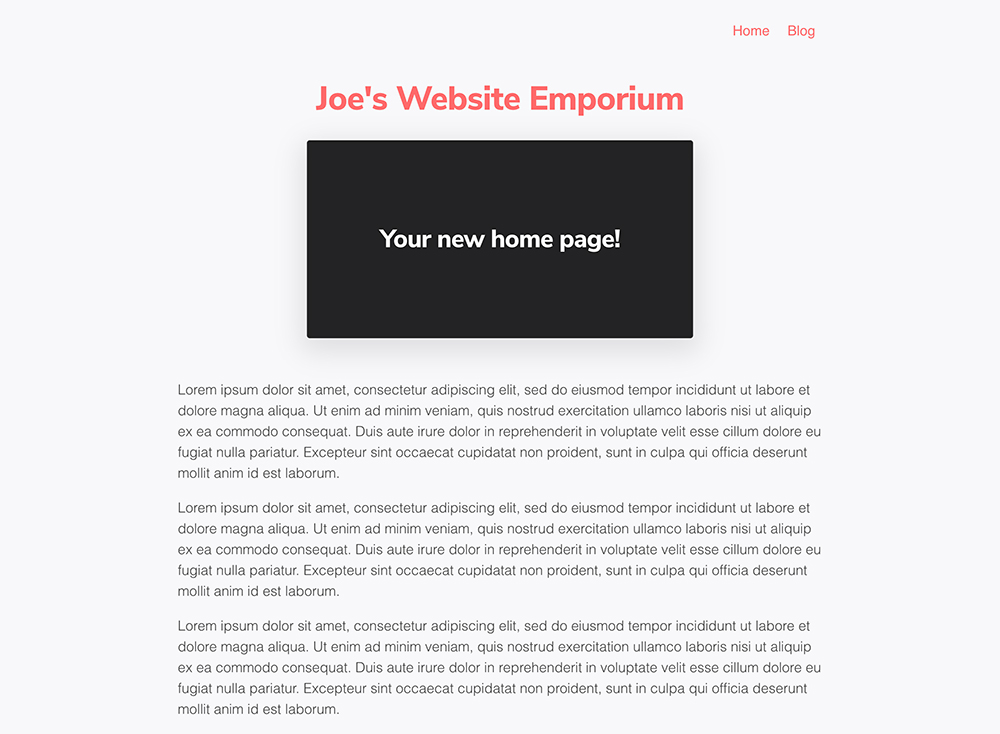 Home Blog
Joe's Website Emporium
Your new home page!
Lorem ipsum dolor sit amet, consectetur adipiscing elit, sed do eiusmod tempor incididunt ut labore et
dolore magna aliqua. Ut enim ad minim veniam, quis nostrud exercitation ullamco laboris nisi ut aliquip
ex ea commodo consequat. Duis aute irure dolor in reprehenderit in voluptate velit esse cillum dolore eu
fugiat nulla pariatur. Excepteur sint occaecat cupidatat non proident, sunt in culpa qui officia deserunt
mollit anim id est laborum.
Lorem ipsum dolor sit amet, consectetur adipiscing elit, sed do eiusmod tempor incididunt ut labore et
dolore magna aliqua. Ut enim ad minim veniam, quis nostrud exercitation ullamco laboris nisi ut aliquip
ex ea commodo consequat. Duis aute irure dolor in reprehenderit in voluptate velit esse cillum dolore eu
fugiat nulla pariatur. Excepteur sint occaecat cupidatat non proident, sunt in culpa qui officia deserunt
mollit anim id est laborum.
Lorem ipsum dolor sit amet, consectetur adipiscing elit, sed do eiusmod tempor incididunt ut labore et
dolore magna aliqua. Ut enim ad minim veniam, quis nostrud exercitation ullamco laboris nisi ut aliquip
ex ea commodo consequat. Duis aute irure dolor in reprehenderit in voluptate velit esse cillum dolore eu
fugiat nulla pariatur. Excepteur sint occaecat cupidatat non proident, sunt in culpa qui officia deserunt
mollit anim id est laborum.